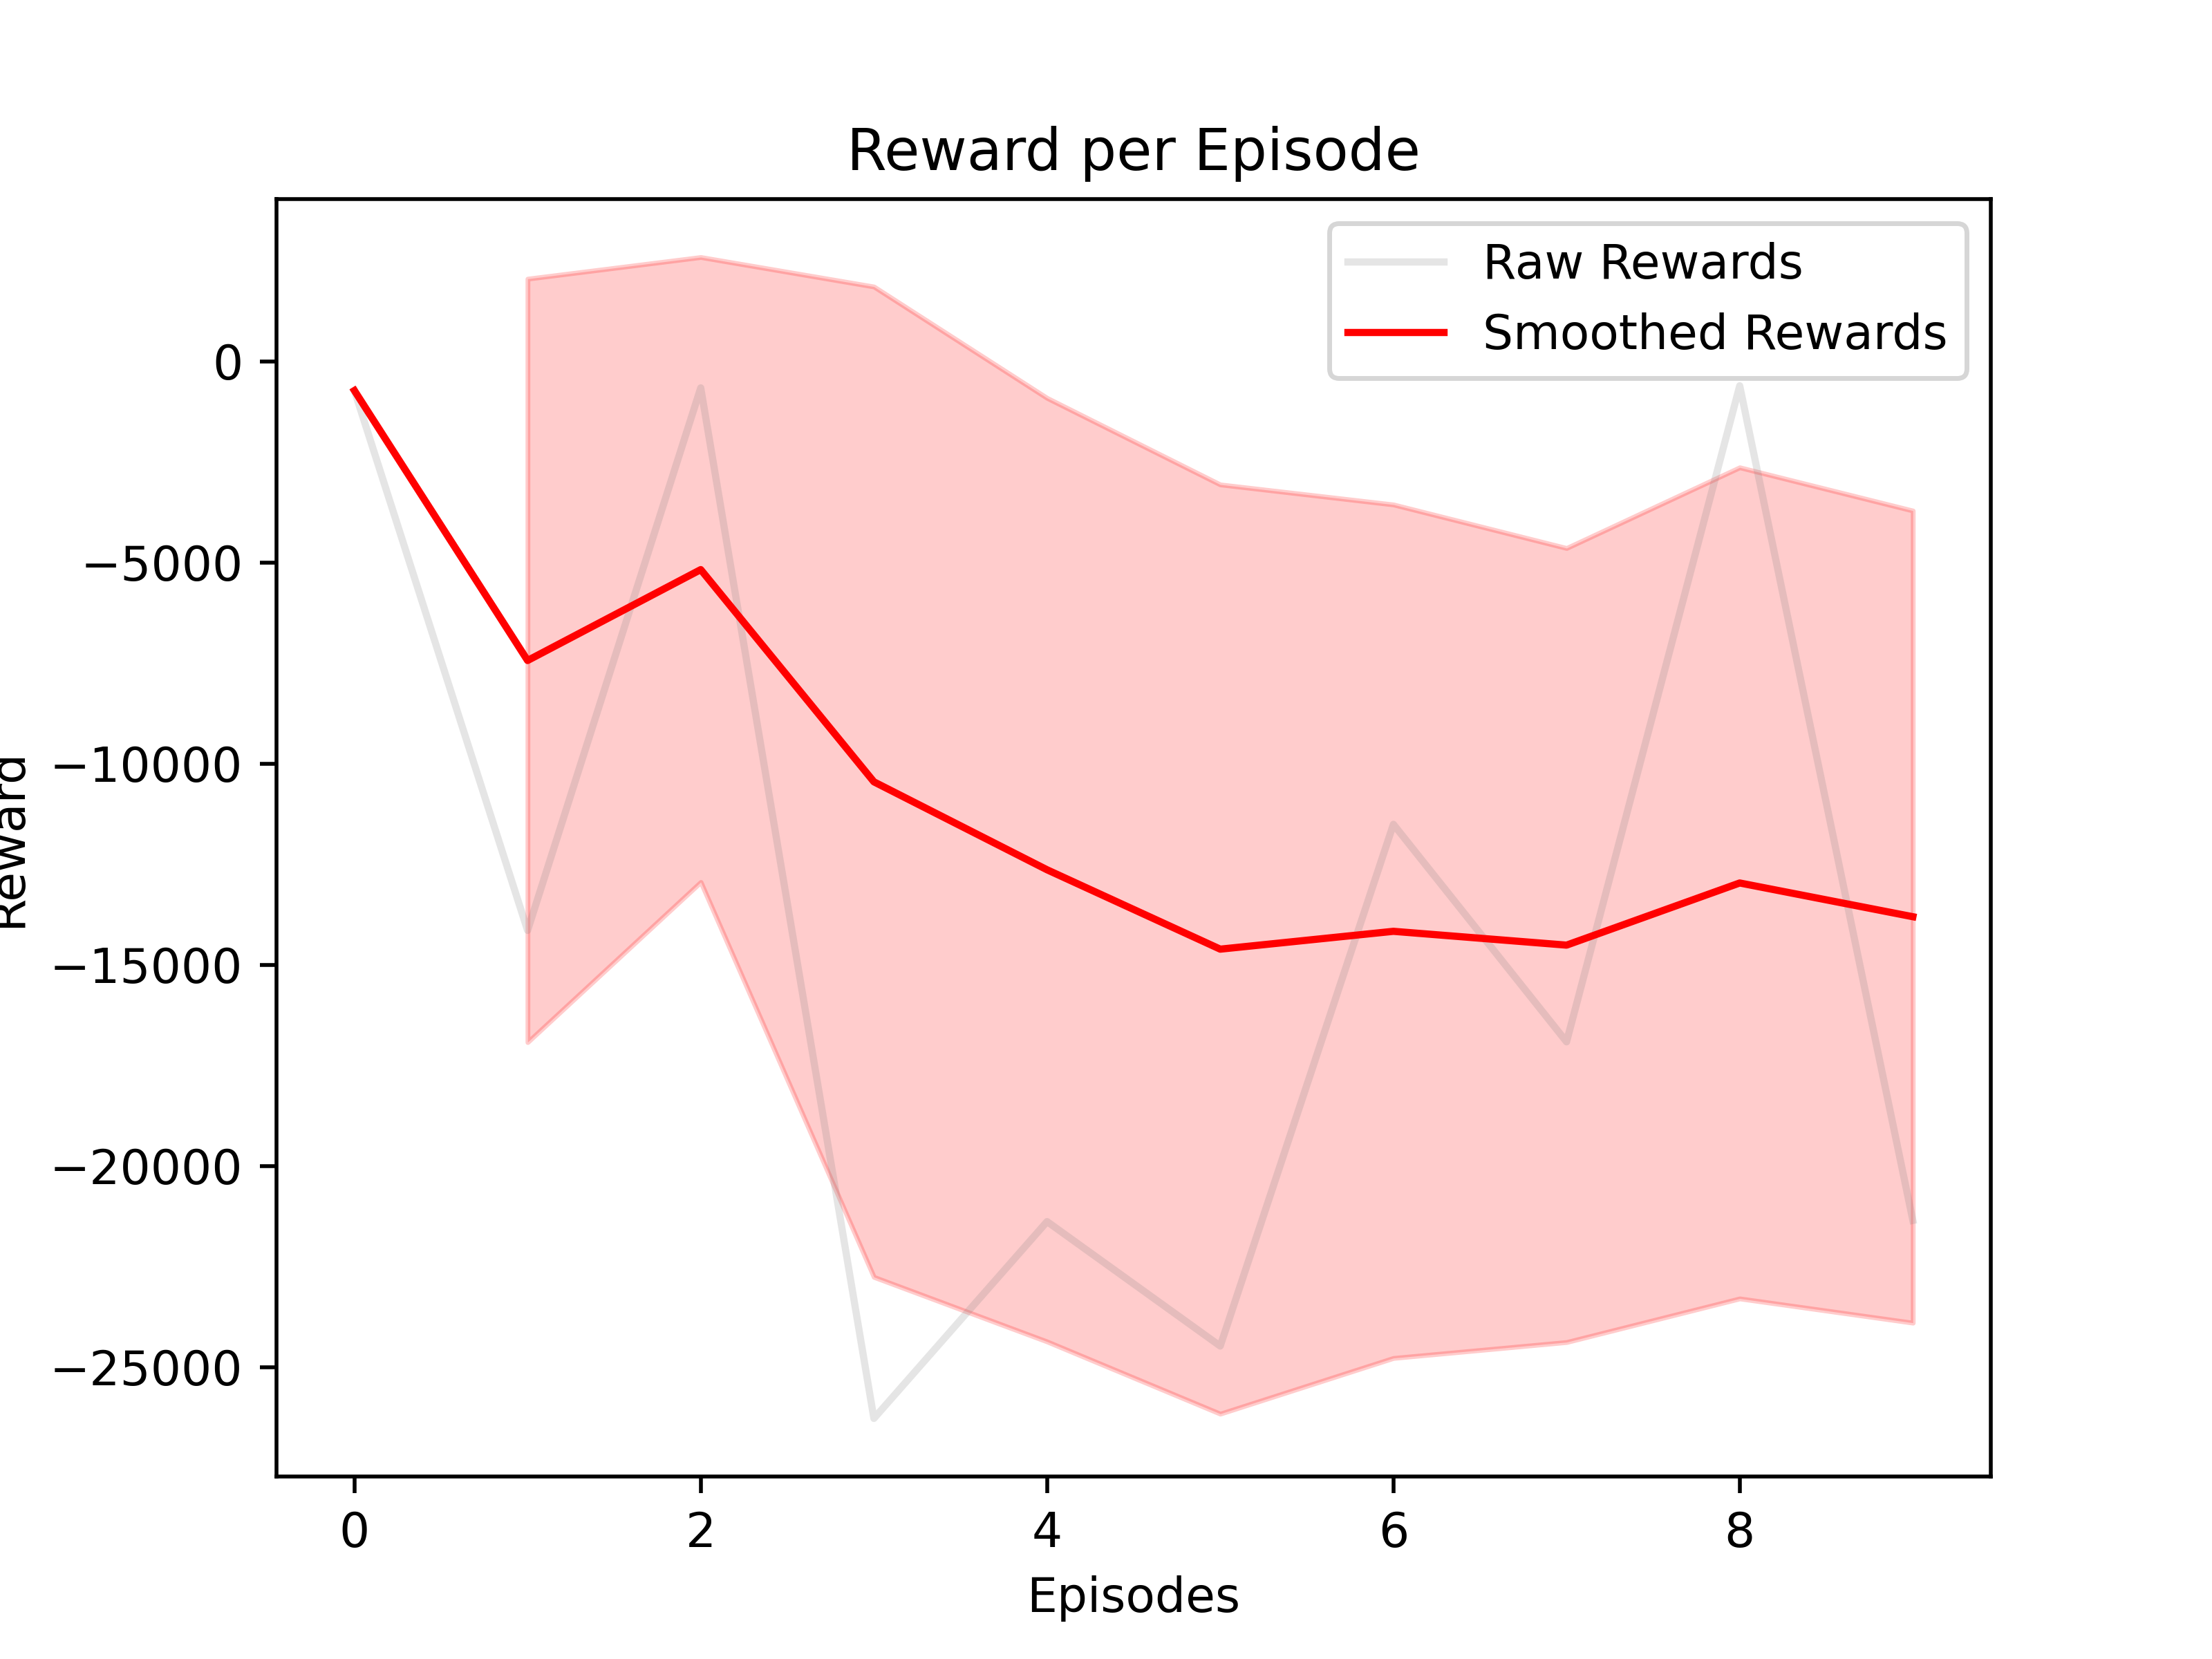 Reward per Episode
Raw Rewards
Smoothed Rewards
0
−5000
−10000
−15000
−20000
−25000
Reward
0 2 4 6 8
Episodes